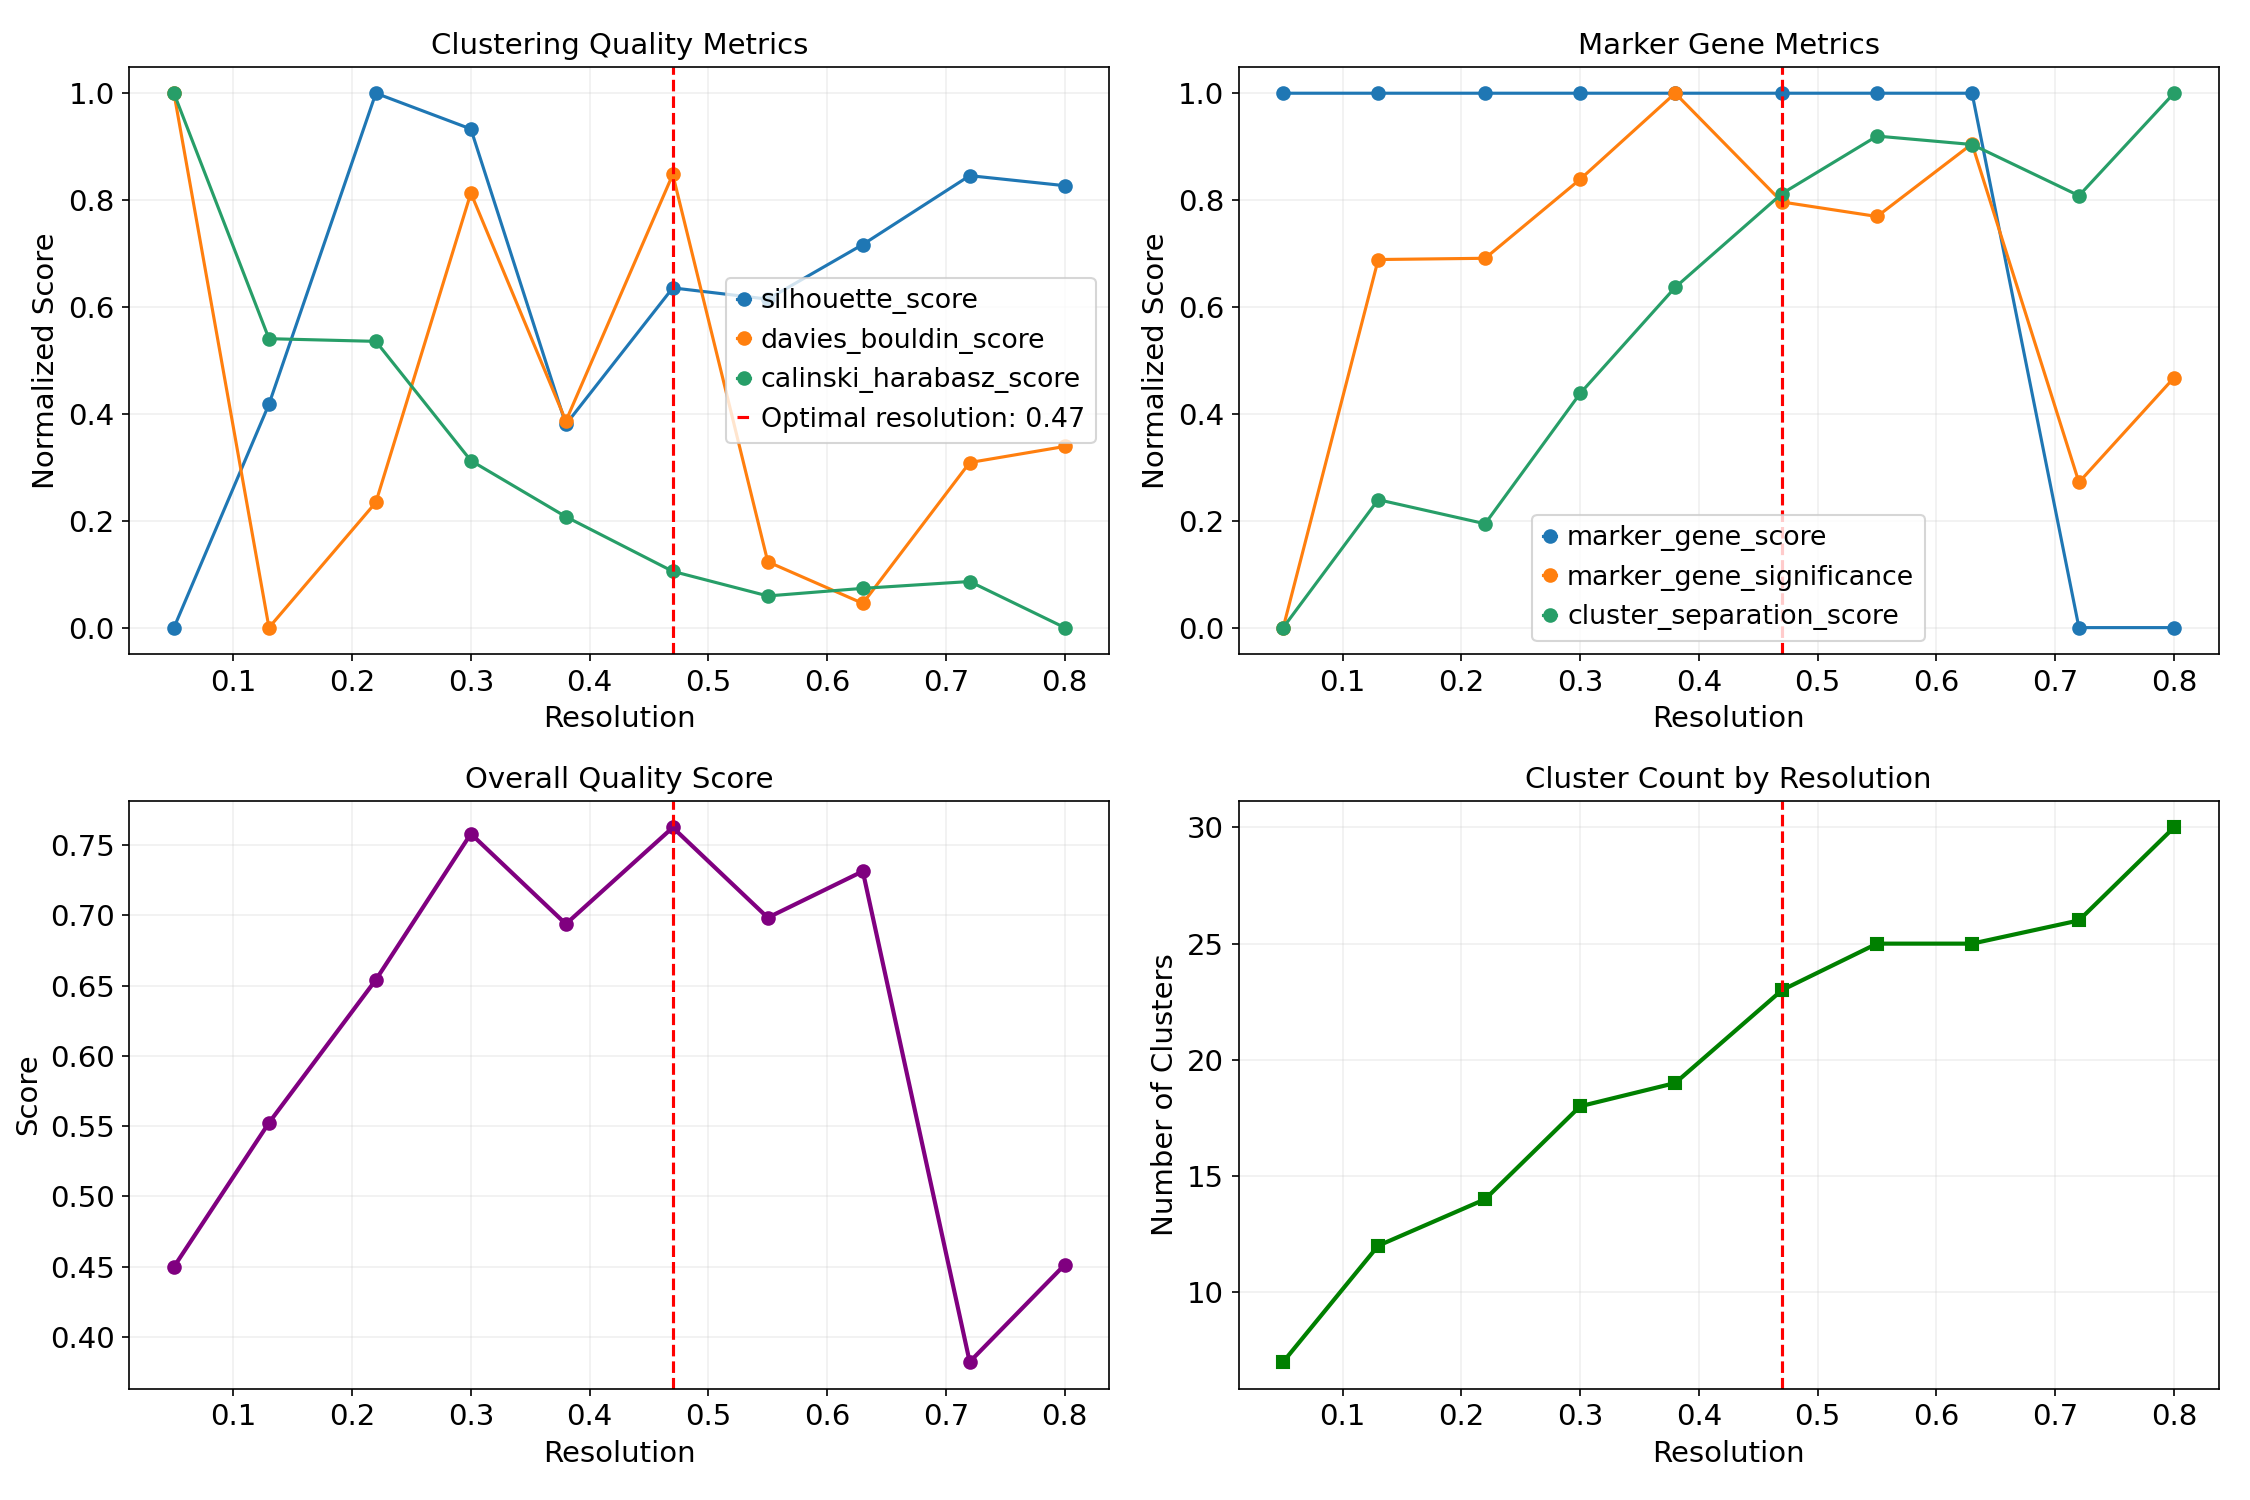 Clustering Quality Metrics
Normalized Score
1.0
0.8
0.6
0.4
0.2
0.0
silhouette_score
davies_bouldin_score
calinski_harabasz_score
Optimal resolution: 0.47
0.1 0.2 0.3 0.4 0.5 0.6 0.7 0.8
Resolution
Marker Gene Metrics
Normalized Score
1.0
0.8
0.6
0.4
0.2
0.0
marker_gene_score
marker_gene_significance
cluster_separation_score
0.1 0.2 0.3 0.4 0.5 0.6 0.7 0.8
Resolution
Overall Quality Score
Score
0.75
0.70
0.65
0.60
0.55
0.50
0.45
0.40
0.1 0.2 0.3 0.4 0.5 0.6 0.7 0.8
Resolution
Cluster Count by Resolution
Number of Clusters
30
25
20
15
10
0.1 0.2 0.3 0.4 0.5 0.6 0.7 0.8
Resolution